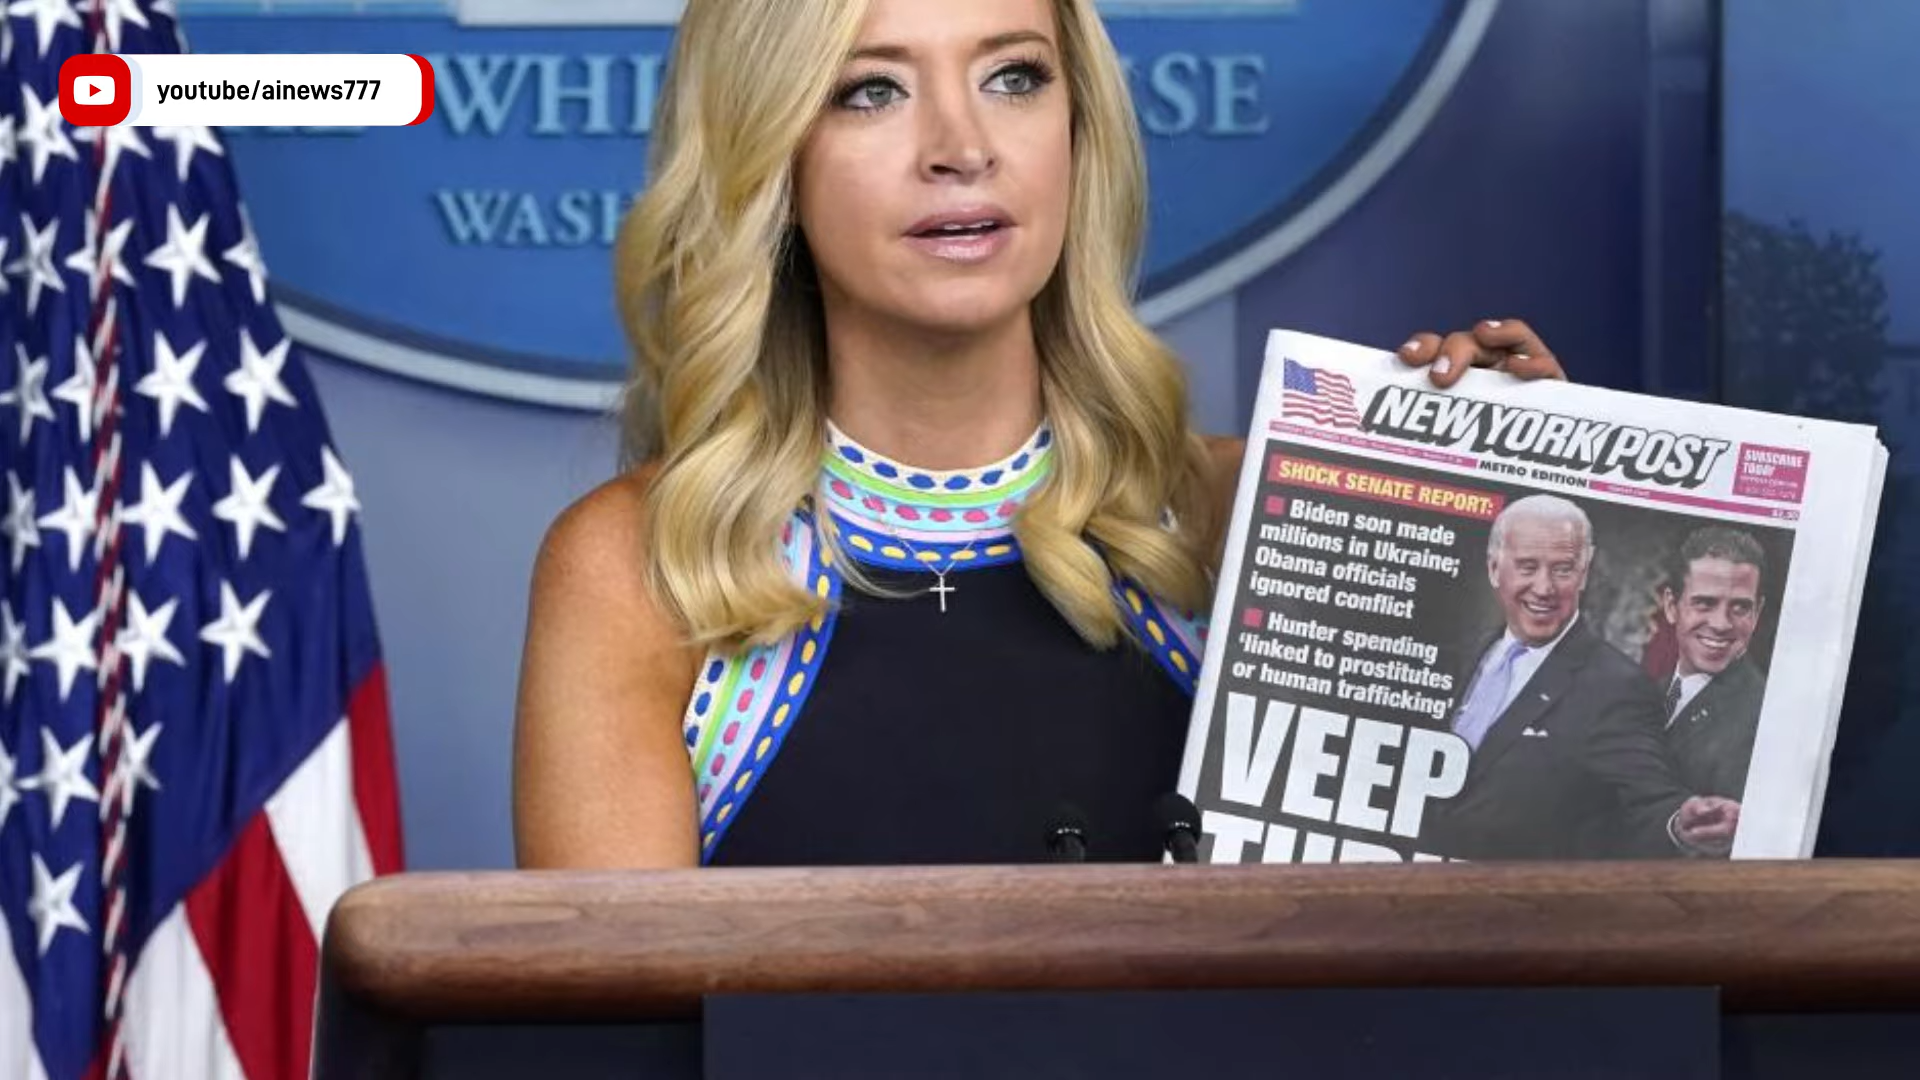 youtube/ainews777
WHI SE
WASH
NEW YORK POST
METRO EDITION
SUBSCRIBE
TODAY
SHOCK SENATE REPORT:
Biden son made
millions in Ukraine;
Obama officials
ignored conflict
Hunter spending
'linked to prostitutes
or human trafficking'
VEEP